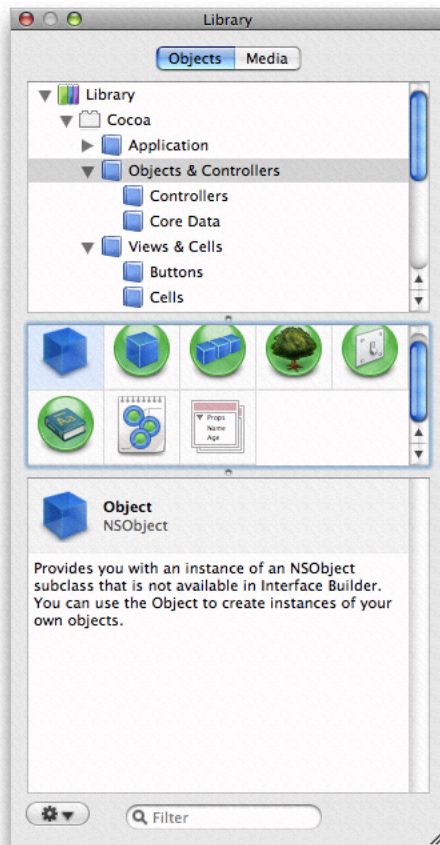 Library
Objects Media
Library
Cocoa
Application
Objects & Controllers
Controllers
Core Data
Views & Cells
Buttons
Cells
Aa
Props
Name
Age
Object
NSObject
Provides you with an instance of an NSObject
subclass that is not available in Interface Builder.
You can use the Object to create instances of your
own objects.
Filter